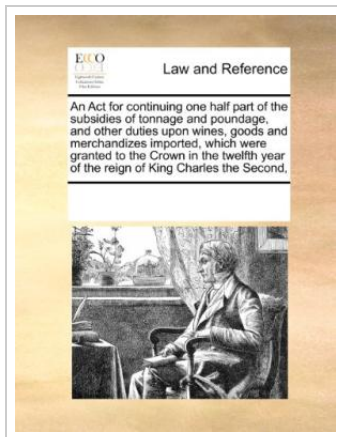 ECCO
Law and Reference
An Act for continuing one half part of the
subsidies of tonnage and poundage,
and other duties upon wines, goods and
merchandizes imported, which were
granted to the Crown in the twelfth year
of the reign of King Charles the Second,